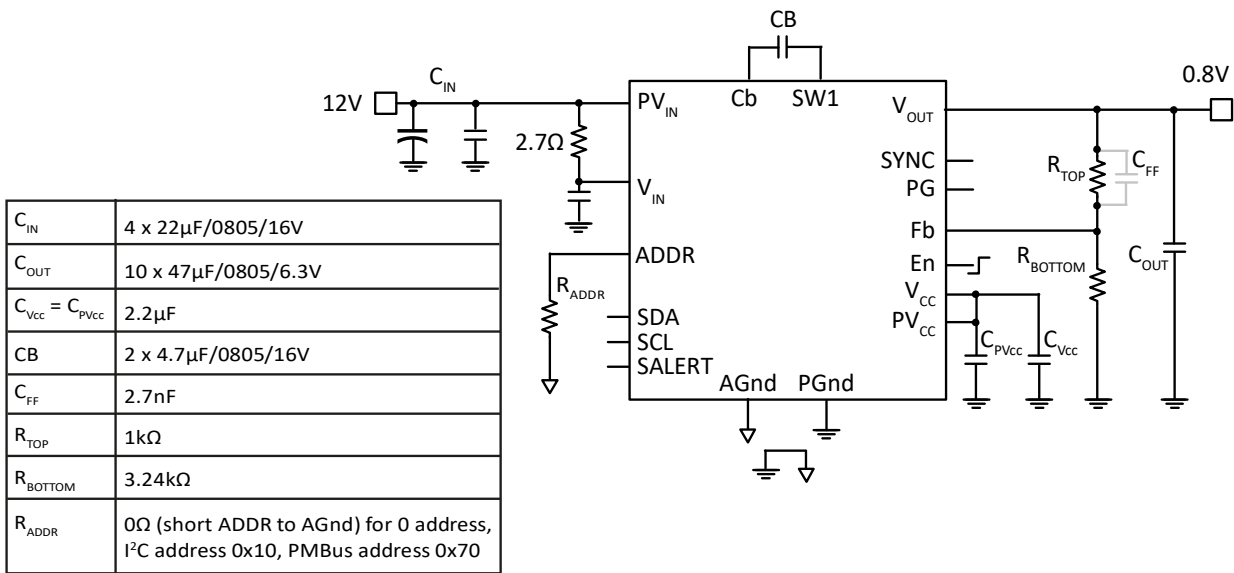 CB
C_IN
12V
0.8V
PV_IN
Cb
SW1
V_OUT
2.7Ω
SYNC
R_TOP
C_FF
PG
V_IN
Fb
ADDR
En
R_BOTTOM
C_OUT
R_ADDR
V_CC
SDA
PV_CC
SCL
C_PVcc
C_Vcc
SALERT
AGnd
PGnd
C_IN 4 x 22µF/0805/16V
C_OUT 10 x 47µF/0805/6.3V
C_Vcc = C_PVcc 2.2µF
CB 2 x 4.7µF/0805/16V
C_FF 2.7nF
R_TOP 1kΩ
R_BOTTOM 3.24kΩ
R_ADDR 0Ω (short ADDR to AGnd) for 0 address,
I²C address 0x10, PMBus address 0x70